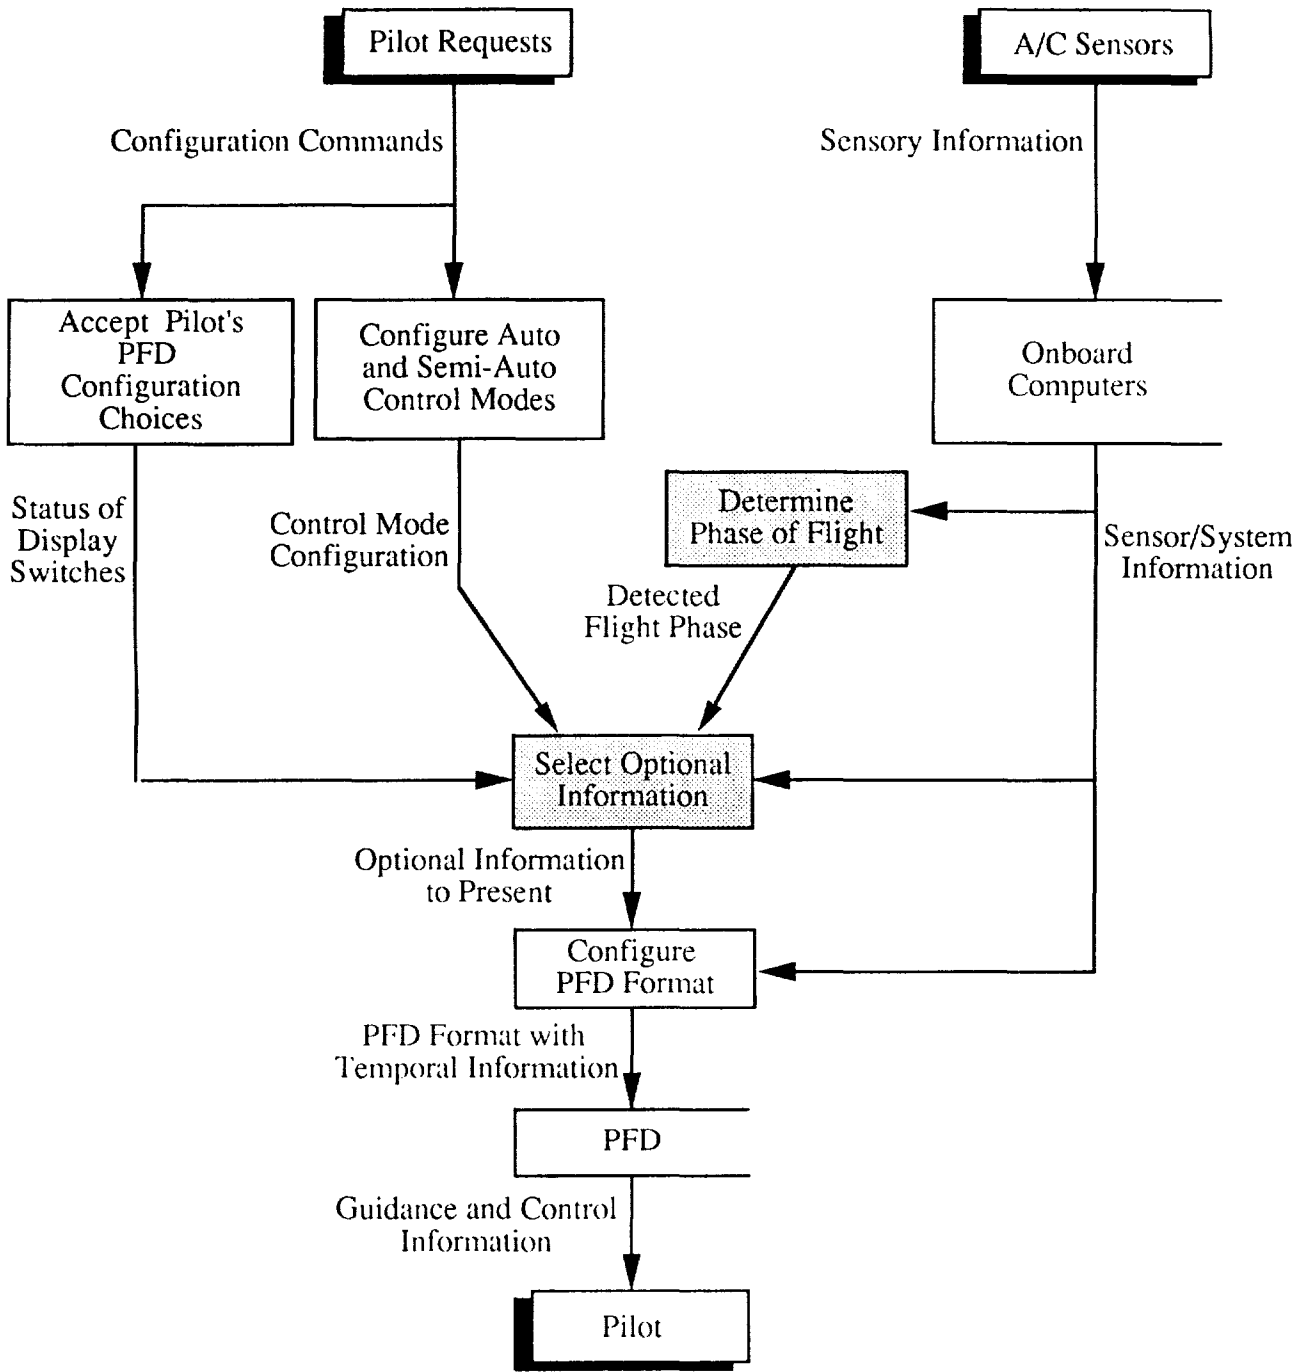 Pilot Requests
A/C Sensors
Configuration Commands
Sensory Information
Accept Pilot's
PFD
Configuration
Choices
Configure Auto
and Semi-Auto
Control Modes
Onboard
Computers
Status of
Display
Switches
Control Mode
Configuration
Determine
Phase of Flight
Sensor/System
Information
Detected
Flight Phase
Select Optional
Information
Optional Information
to Present
Configure
PFD Format
PFD Format with
Temporal Information
PFD
Guidance and Control
Information
Pilot